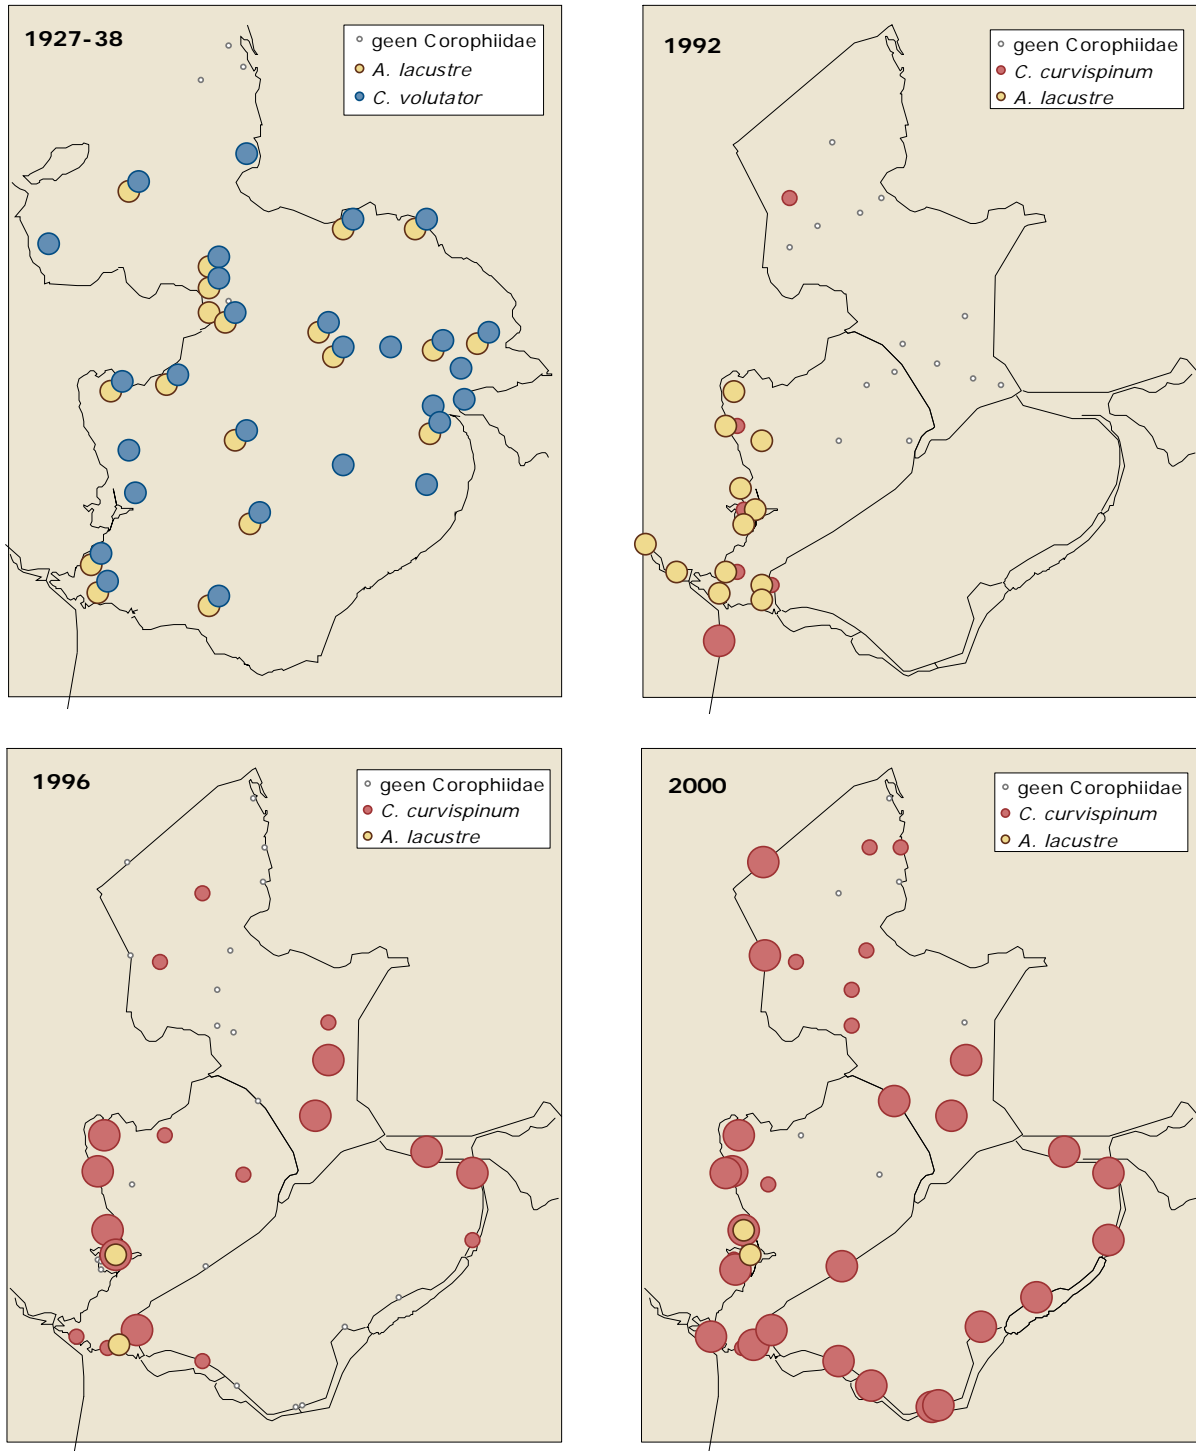 1927-38
geen Corophiidae
A. lacustre
C. volutator
1992
geen Corophiidae
C. curvispinum
A. lacustre
1996
geen Corophiidae
C. curvispinum
A. lacustre
2000
geen Corophiidae
C. curvispinum
A. lacustre